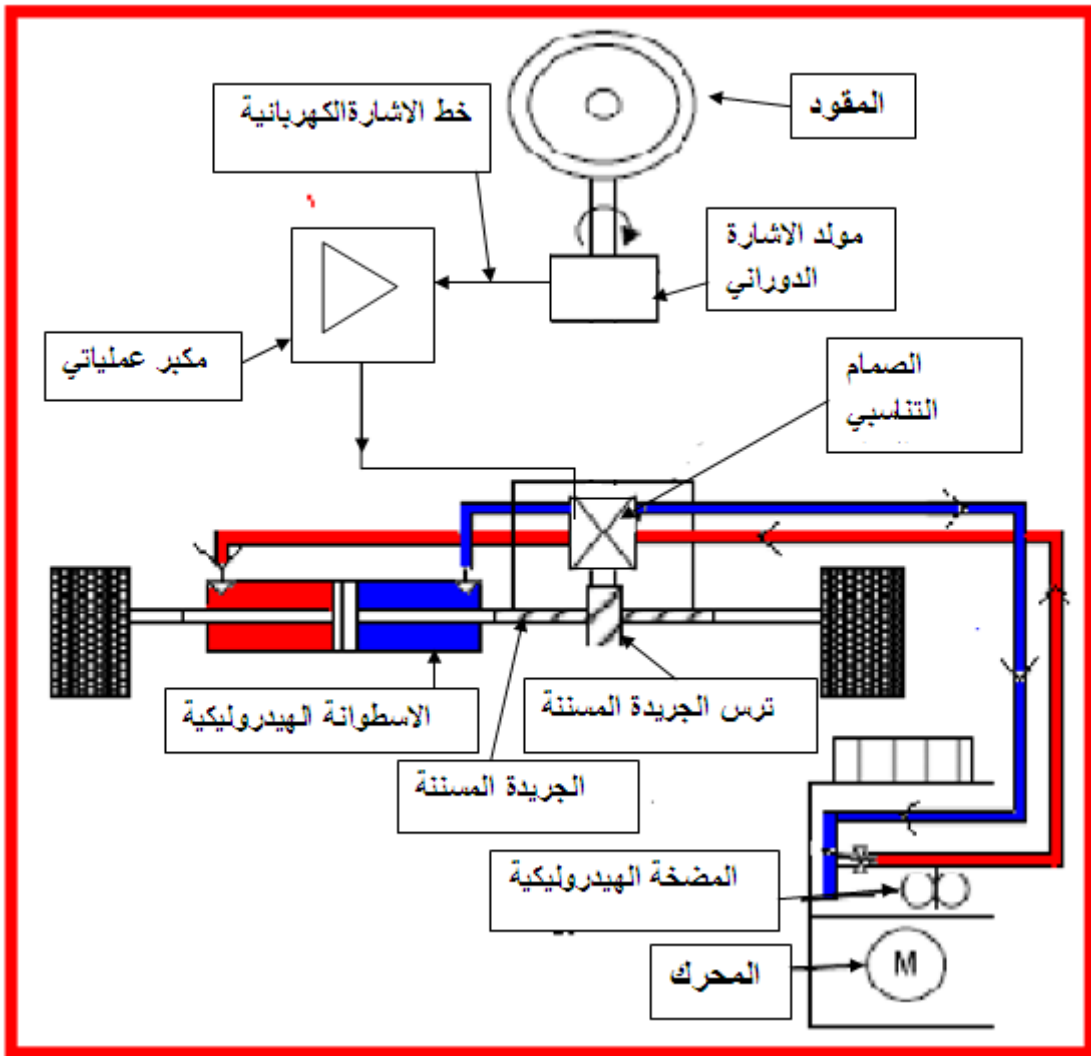 المقود
خط الاشارةالكهربائية
مولد الاشارة
الدوراني
مكبر عملياتي
الصمام
التناسبي
الاسطوانة الهيدروليكية
ترس الجريدة المسننة
الجريدة المسننة
المضخة الهيدروليكية
المحرك
M